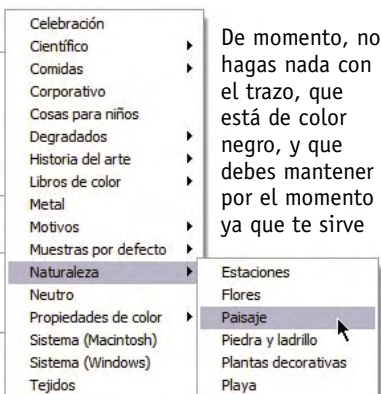 Celebración
Científico
Comidas
Corporativo
Cosas para niños
Degradados
Historia del arte
Libros de color
Metal
Motivos
Muestras por defecto
Naturaleza
Neutro
Propiedades de color
Sistema (Macintosh)
Sistema (Windows)
Tejidos
De momento, no
hagas nada con
el trazo, que
está de color
negro, y que
debes mantener
por el momento
ya que te sirve
Estaciones
Flores
Paisaje
Piedra y ladrillo
Plantas decorativas
Playa